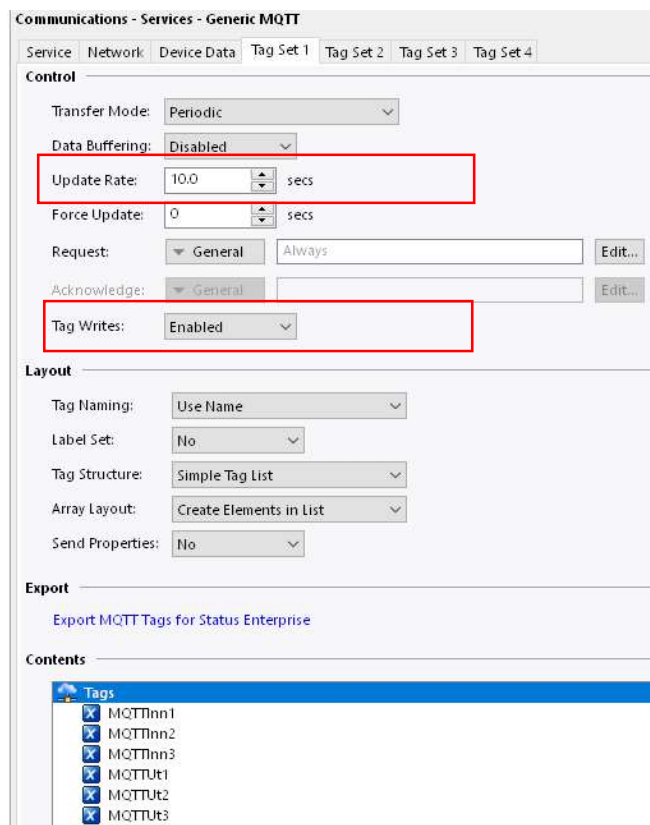 Communications - Services - Generic MQTT
Service Network Device Data Tag Set 1 Tag Set 2 Tag Set 3 Tag Set 4
Control
Transfer Mode: Periodic
Data Buffering: Disabled
Update Rate: 10.0 secs
Force Update: 0 secs
Request: General Always Edit...
Acknowledge: General Edit...
Tag Writes: Enabled
Layout
Tag Naming: Use Name
Label Set: No
Tag Structure: Simple Tag List
Array Layout: Create Elements in List
Send Properties: No
Export
Export MQTT Tags for Status Enterprise
Contents
Tags
MQTTInn1
MQTTInn2
MQTTInn3
MQTTUt1
MQTTUt2
MQTTUt3